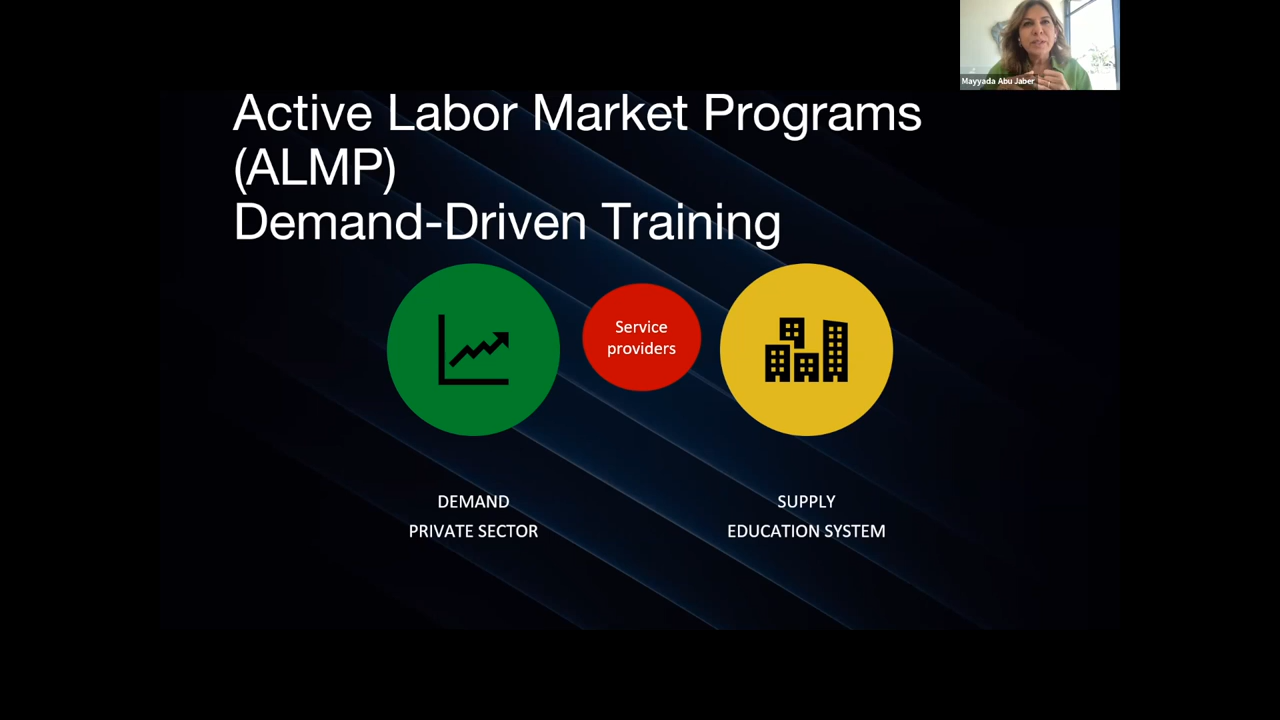 Mayyada Abu Jaber
Active Labor Market Programs
(ALMP)
Demand-Driven Training
Service
providers
DEMAND
PRIVATE SECTOR
SUPPLY
EDUCATION SYSTEM